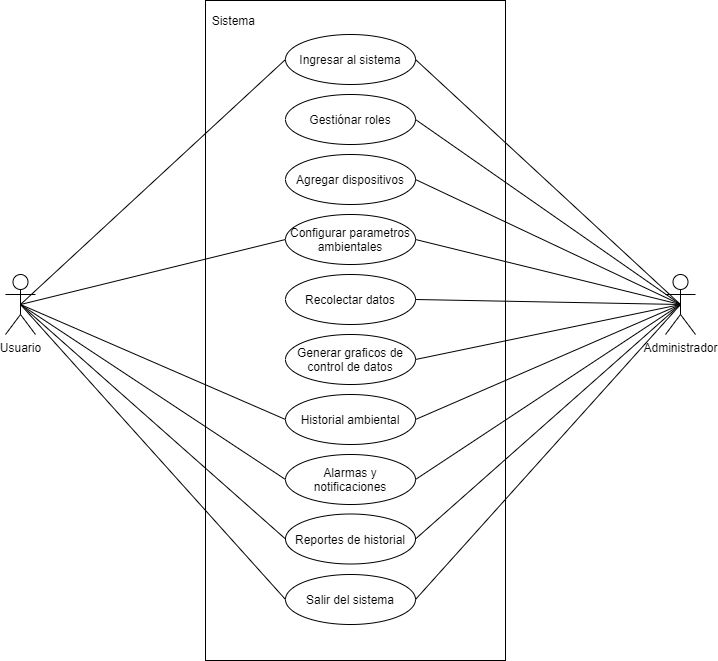 Sistema
Ingresar al sistema
Gestiónar roles
Agregar dispositivos
Configurar parametros
ambientales
Recolectar datos
Usuario
Administrador
Generar graficos de
control de datos
Historial ambiental
Alarmas y
notificaciones
Reportes de historial
Salir del sistema